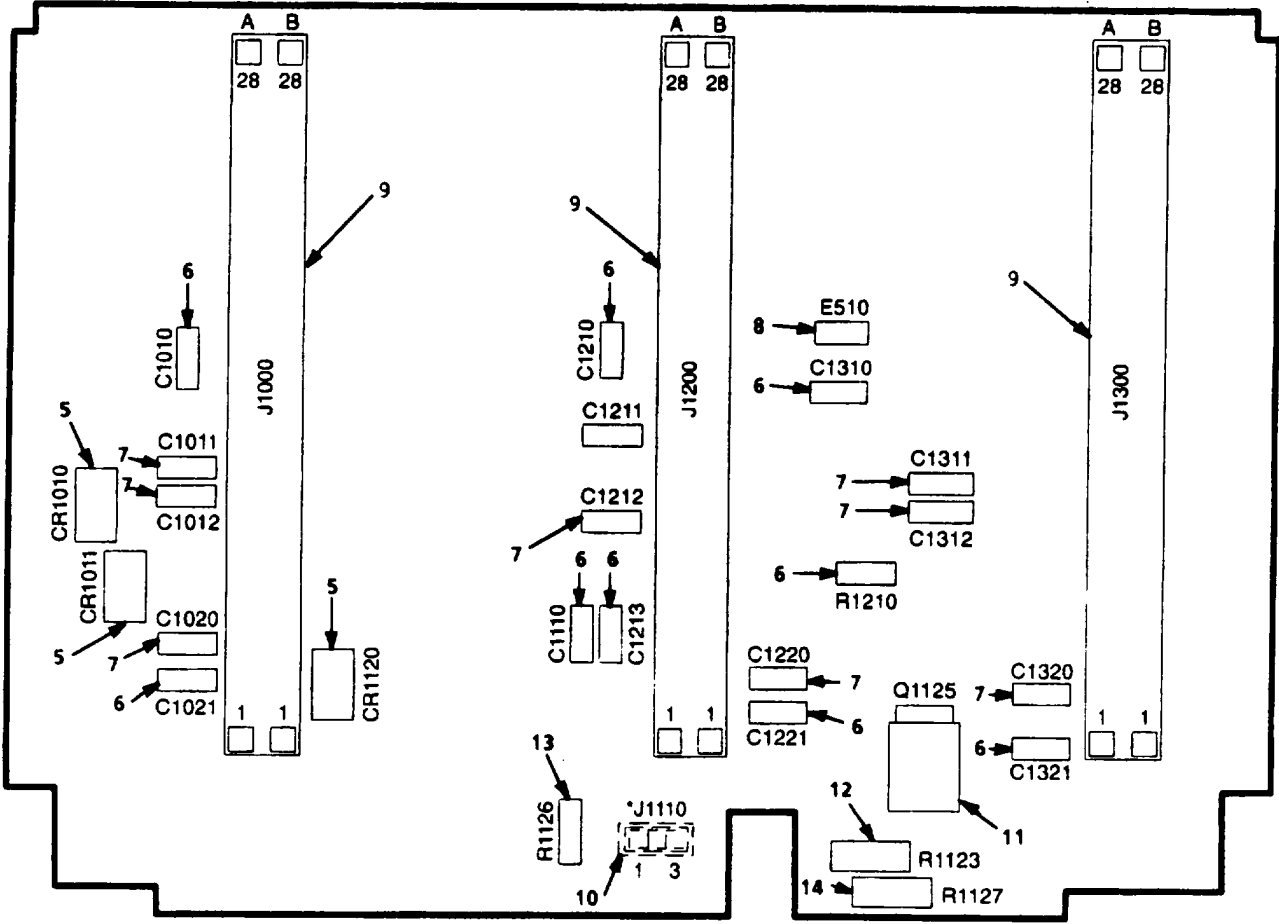 A B
28 28
A B
28 28
A B
28 28
9
9
9
6
C1010
J1000
6
C1210
J1200
8
E510
6
C1310
J1300
5
CR1010
7
C1011
7
C1012
C1211
C1212
7
C1311
7
7
C1312
CR1011
5
C1020
7
6
C1021
5
CR1120
6 6
C1110
C1213
6
R1210
C1220
7
C1221
6
Q1125
11
C1320
7
6
C1321
1 1
1 1
1 1
13
R1126
*J1110
1 3
10
12
R1123
14
R1127